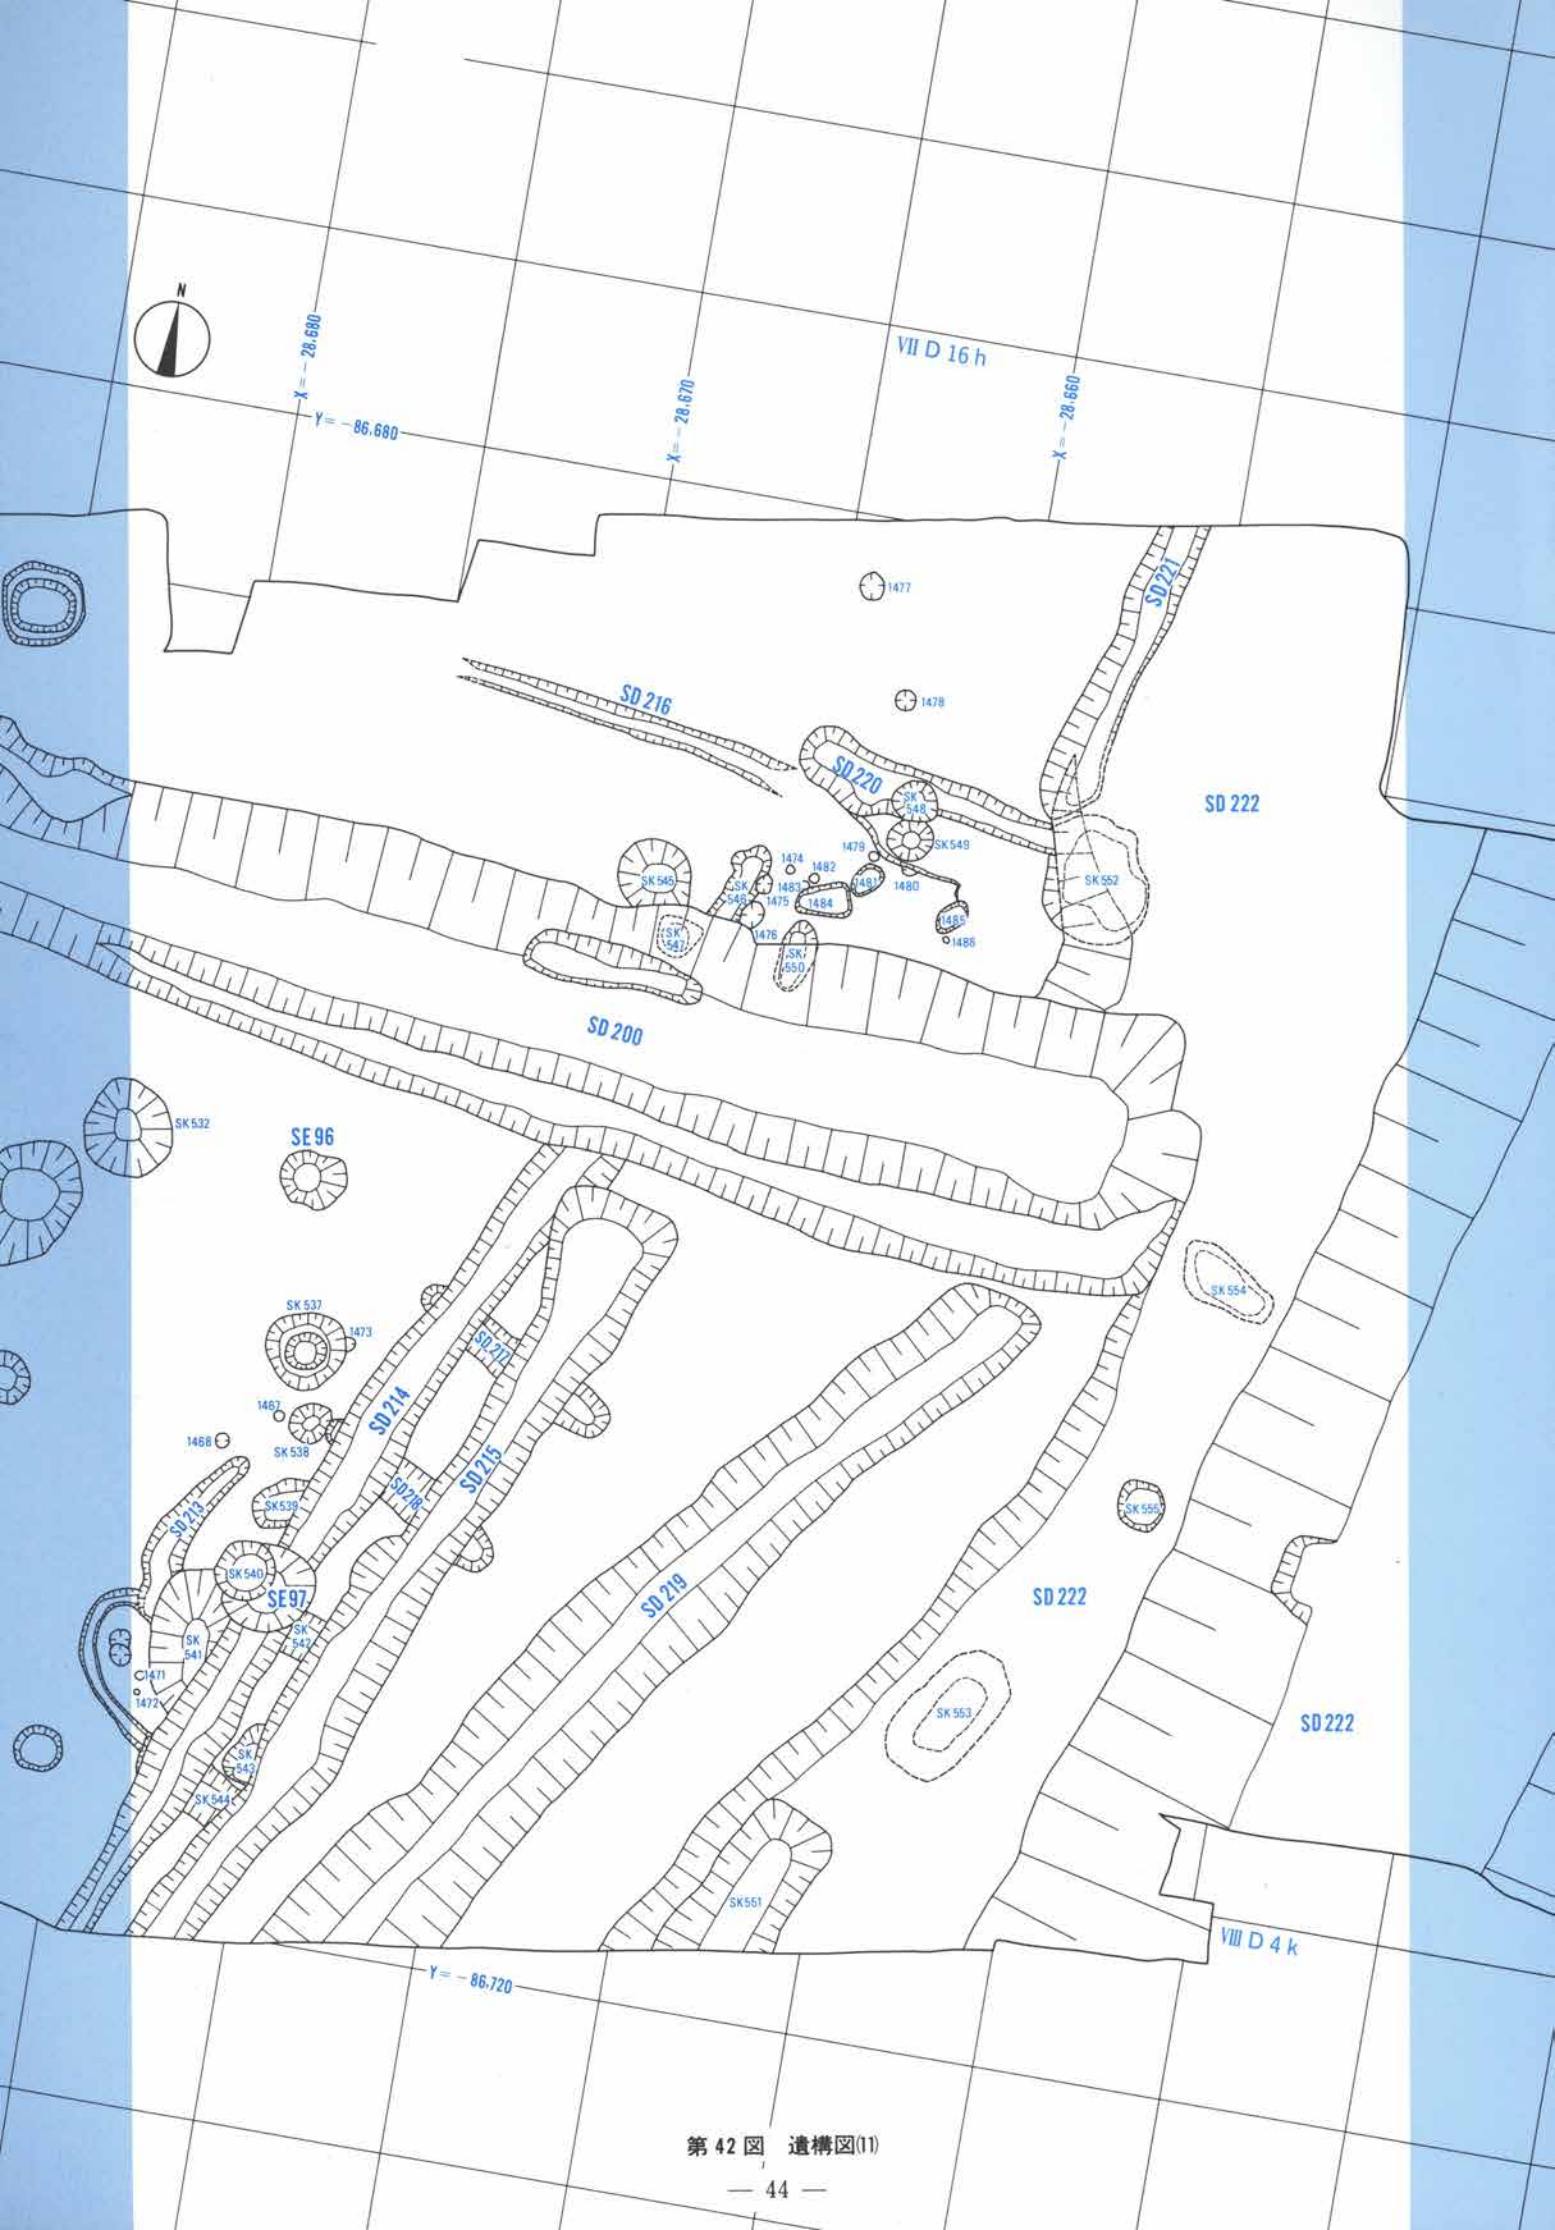 N
X=-28,680
Y=-86,680
X=-28,670
VII D 16 h
X=-28,660
1477
SD221
1478
SD 216
SD 220
SD 222
SK 548
SK 549
1479
1474
1482
SK 545
SK 546
1483
1475
1484
1481
1480
SK 552
1485
1486
SK 547
1476
SK 550
SD 200
SK 532
SE 96
SK 554
SK 537
1473
SD 217
SD 214
1467
1468
SK 538
SD 215
SD 213
SK 539
SD 218
SK 555
SK 540
SE97
SD 219
SD 222
SK 542
SK 541
1471
1472
SK 553
SD 222
SK 543
SK 544
SK 551
VIII D 4 k
Y=-86,720
第 42 図　遺構図(11)
— 44 —